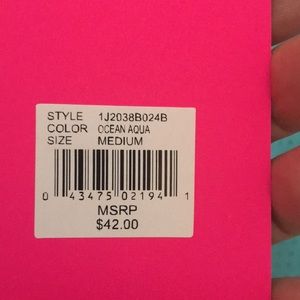 STYLE 1J2038B024B
COLOR OCEAN AQUA
SIZE MEDIUM
0 43475 02194 1
MSRP
$42.00